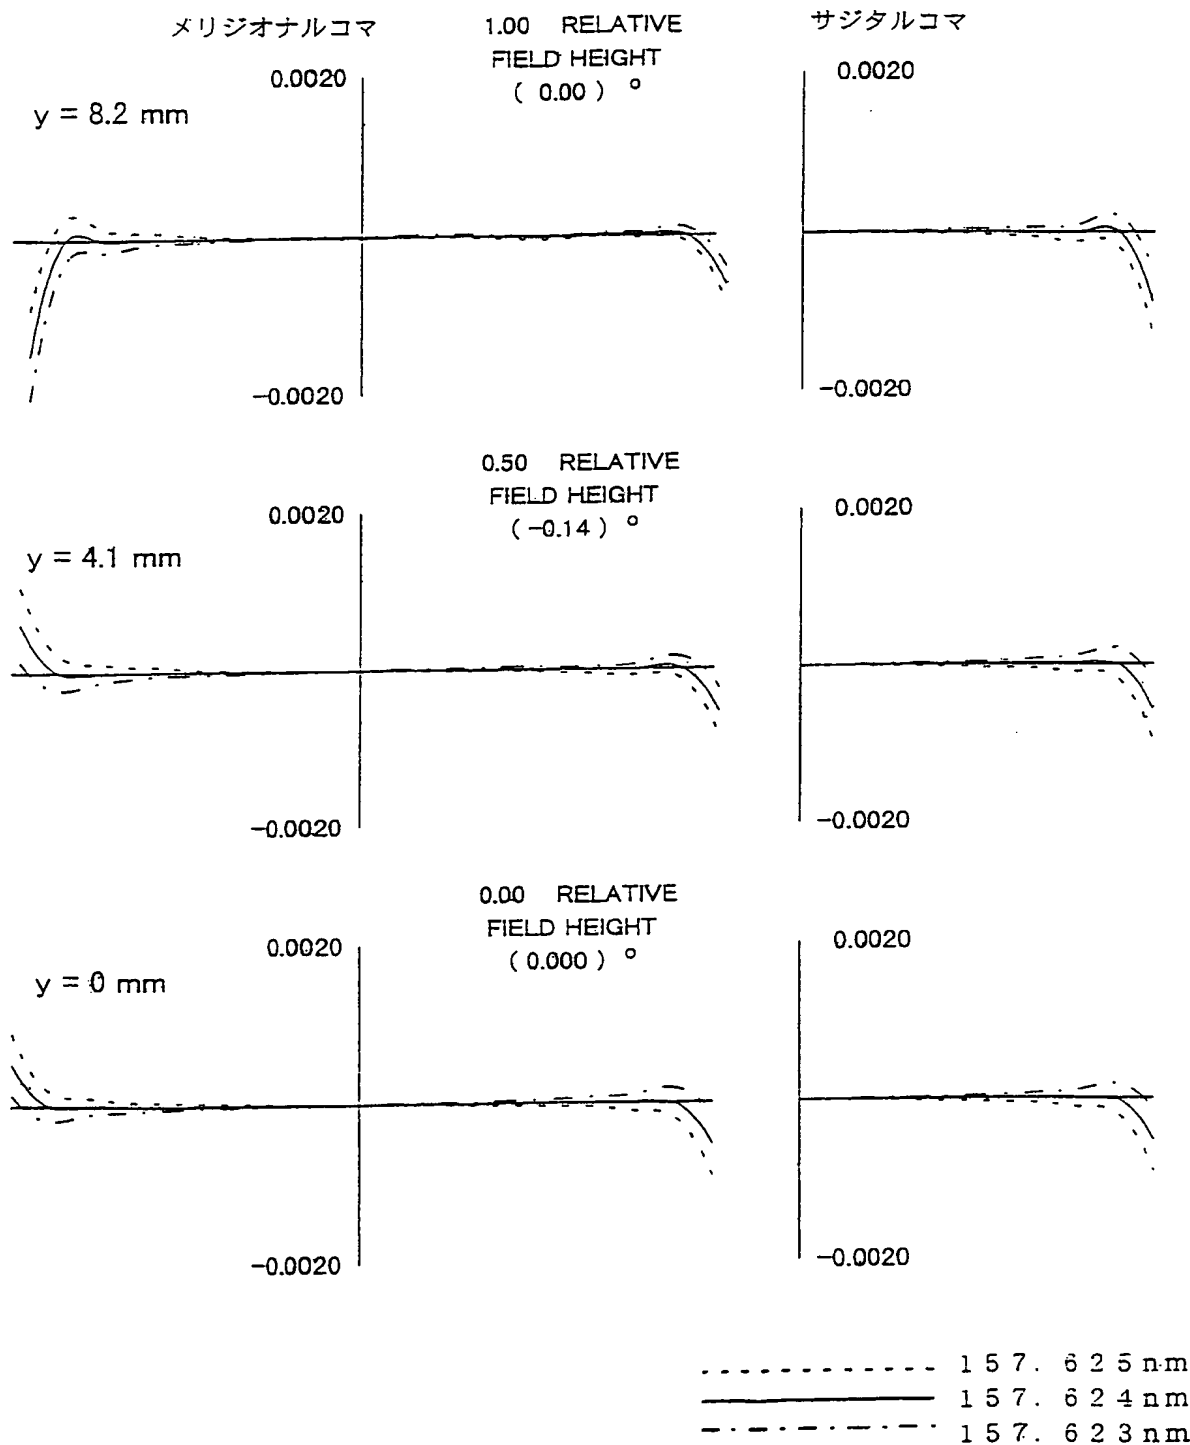 メリジオナルコマ
1.00 RELATIVE
FIELD HEIGHT
( 0.00 ) °
サジタルコマ
0.0020
0.0020
y = 8.2 mm
-0.0020
-0.0020
0.50 RELATIVE
FIELD HEIGHT
( -0.14 ) °
0.0020
0.0020
y = 4.1 mm
-0.0020
-0.0020
0.00 RELATIVE
FIELD HEIGHT
( 0.000 ) °
0.0020
0.0020
y = 0 mm
-0.0020
-0.0020
157.625nm
157.624nm
157.623nm